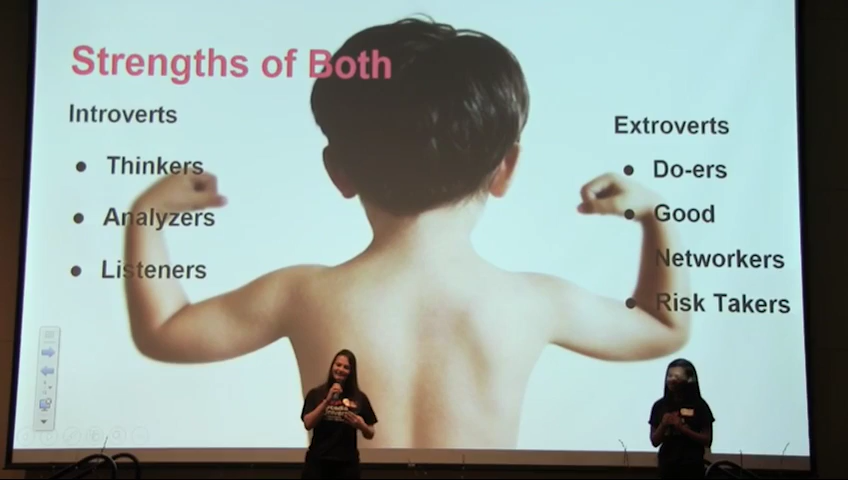 Strengths of Both
Introverts
● Thinkers
● Analyzers
● Listeners
Extroverts
● Do-ers
● Good
Networkers
● Risk Takers